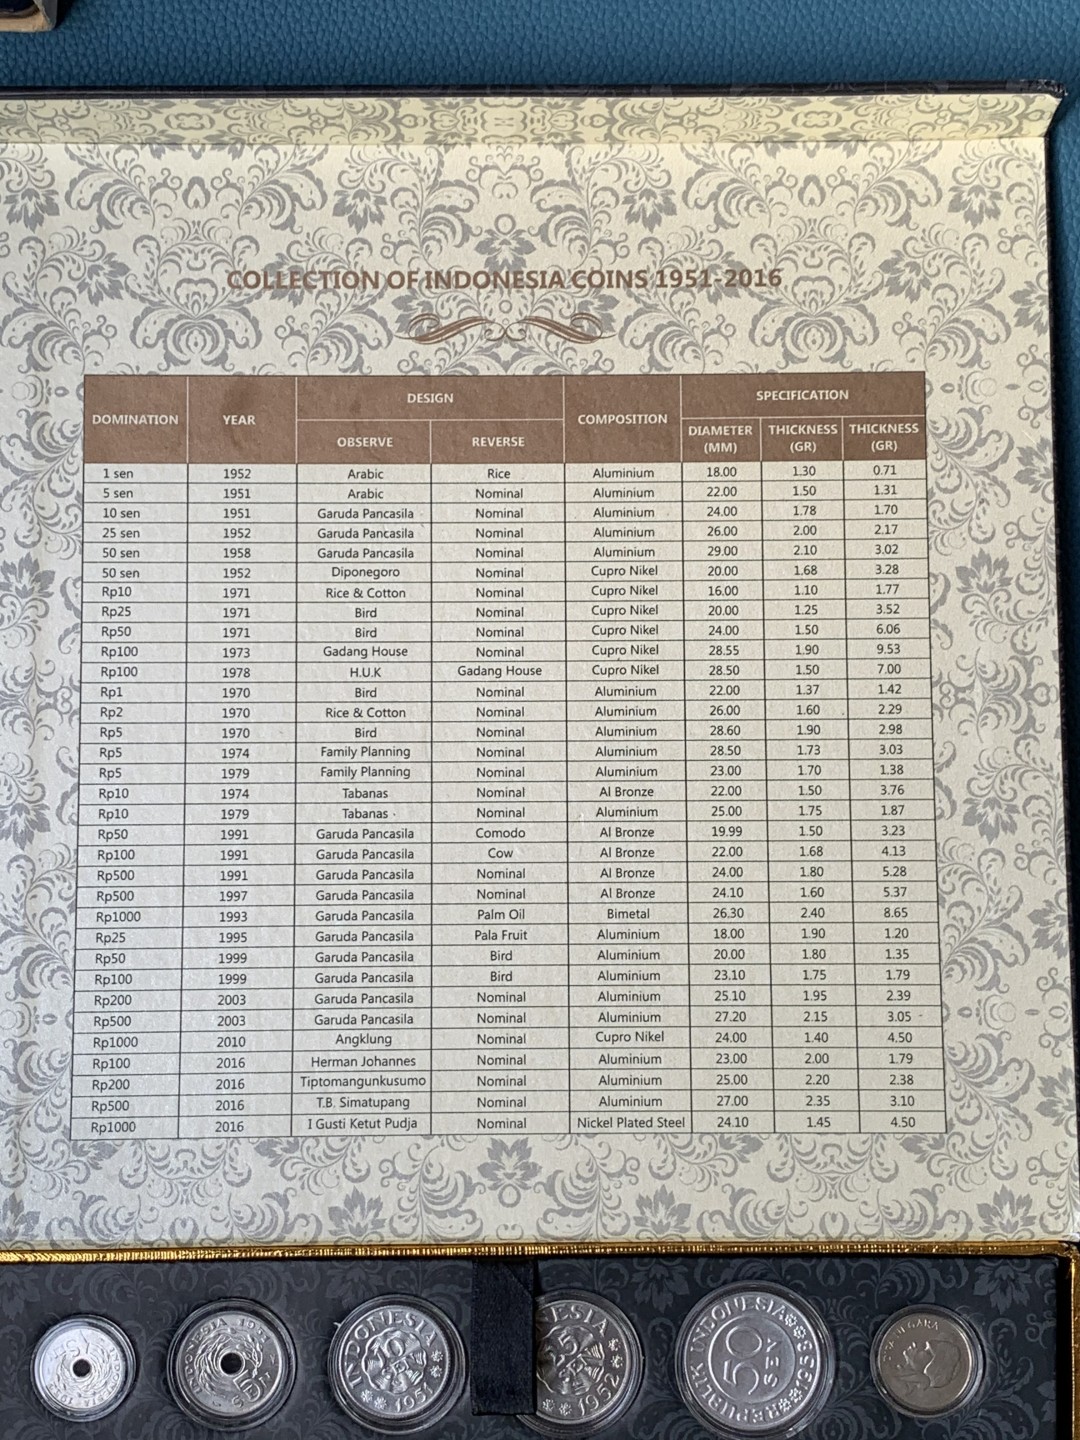 COLLECTION OF INDONESIA COINS 1951-2016
DOMINATION YEAR DESIGN COMPOSITION SPECIFICATION
OBSERVE REVERSE DIAMETER (MM) THICKNESS (GR) THICKNESS (GR)
1 sen 1952 Arabic Rice Aluminium 18.00 1.30 0.71
5 sen 1951 Arabic Nominal Aluminium 22.00 1.50 1.31
10 sen 1951 Garuda Pancasila Nominal Aluminium 24.00 1.78 1.70
25 sen 1952 Garuda Pancasila Nominal Aluminium 26.00 2.00 2.17
50 sen 1958 Garuda Pancasila Nominal Aluminium 29.00 2.10 3.02
50 sen 1952 Diponegoro Nominal Cupro Nikel 20.00 1.68 3.28
Rp10 1971 Rice & Cotton Nominal Cupro Nikel 16.00 1.10 1.77
Rp25 1971 Bird Nominal Cupro Nikel 20.00 1.25 3.52
Rp50 1971 Bird Nominal Cupro Nikel 24.00 1.50 6.06
Rp100 1973 Gadang House Nominal Cupro Nikel 28.55 1.90 9.53
Rp100 1978 H.U.K Gadang House Cupro Nikel 28.50 1.50 7.00
Rp1 1970 Bird Nominal Aluminium 22.00 1.37 1.42
Rp2 1970 Rice & Cotton Nominal Aluminium 26.00 1.60 2.29
Rp5 1970 Bird Nominal Aluminium 28.60 1.90 2.98
Rp5 1974 Family Planning Nominal Aluminium 28.50 1.73 3.03
Rp5 1979 Family Planning Nominal Aluminium 23.00 1.70 1.38
Rp10 1974 Tabanas Nominal Al Bronze 22.00 1.50 3.76
Rp10 1979 Tabanas Nominal Aluminium 25.00 1.75 1.87
Rp50 1991 Garuda Pancasila Comodo Al Bronze 19.99 1.50 3.23
Rp100 1991 Garuda Pancasila Cow Al Bronze 22.00 1.68 4.13
Rp500 1991 Garuda Pancasila Nominal Al Bronze 24.00 1.80 5.28
Rp500 1997 Garuda Pancasila Nominal Al Bronze 24.10 1.60 5.37
Rp1000 1993 Garuda Pancasila Palm Oil Bimetal 26.30 2.40 8.65
Rp25 1995 Garuda Pancasila Pala Fruit Aluminium 18.00 1.90 1.20
Rp50 1999 Garuda Pancasila Bird Aluminium 20.00 1.80 1.35
Rp100 1999 Garuda Pancasila Bird Aluminium 23.10 1.75 1.79
Rp200 2003 Garuda Pancasila Nominal Aluminium 25.10 1.95 2.39
Rp500 2003 Garuda Pancasila Nominal Aluminium 27.20 2.15 3.05
Rp1000 2010 Angklung Nominal Cupro Nikel 24.00 1.40 4.50
Rp100 2016 Herman Johannes Nominal Aluminium 23.00 2.00 1.79
Rp200 2016 Tiptomangunkusumo Nominal Aluminium 25.00 2.20 2.38
Rp500 2016 T.B. Simatupang Nominal Aluminium 27.00 2.35 3.10
Rp1000 2016 I Gusti Ketut Pudja Nominal Nickel Plated Steel 24.10 1.45 4.50
INDONESIA 1951
INDONESIA
1952
INDONESIA 1958
50
SEN